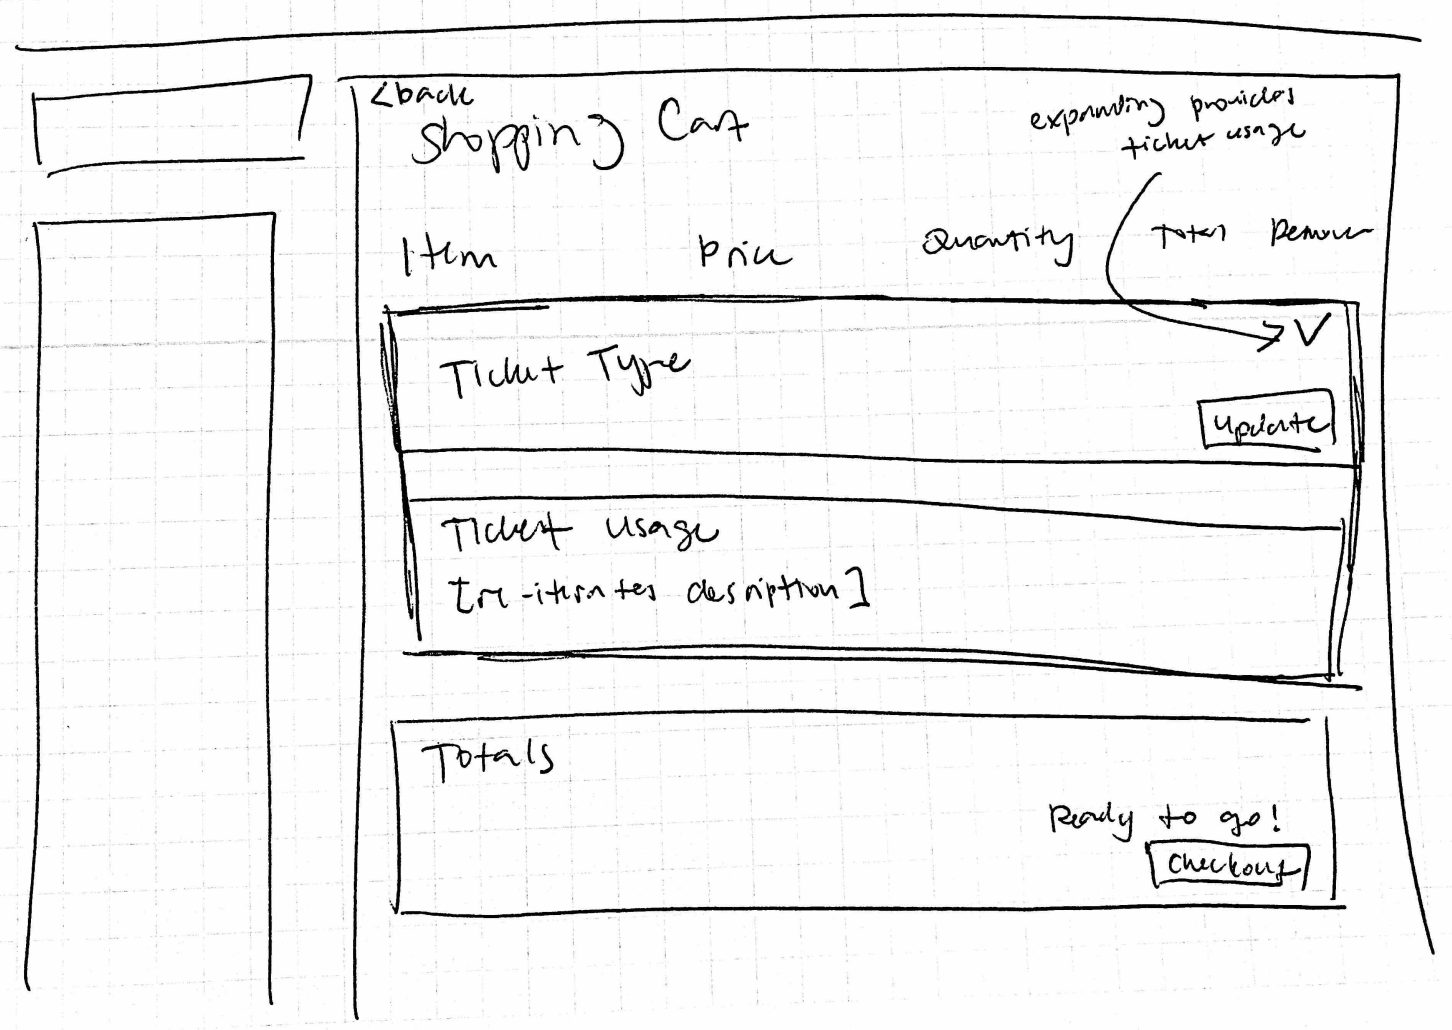 <back
Shopping Cart
expanding provides
ticket usage
Item Price Quantity Total Remove
Ticket Type
Update
Ticket Usage
[re-iterates description]
Totals
Ready to go!
Checkout